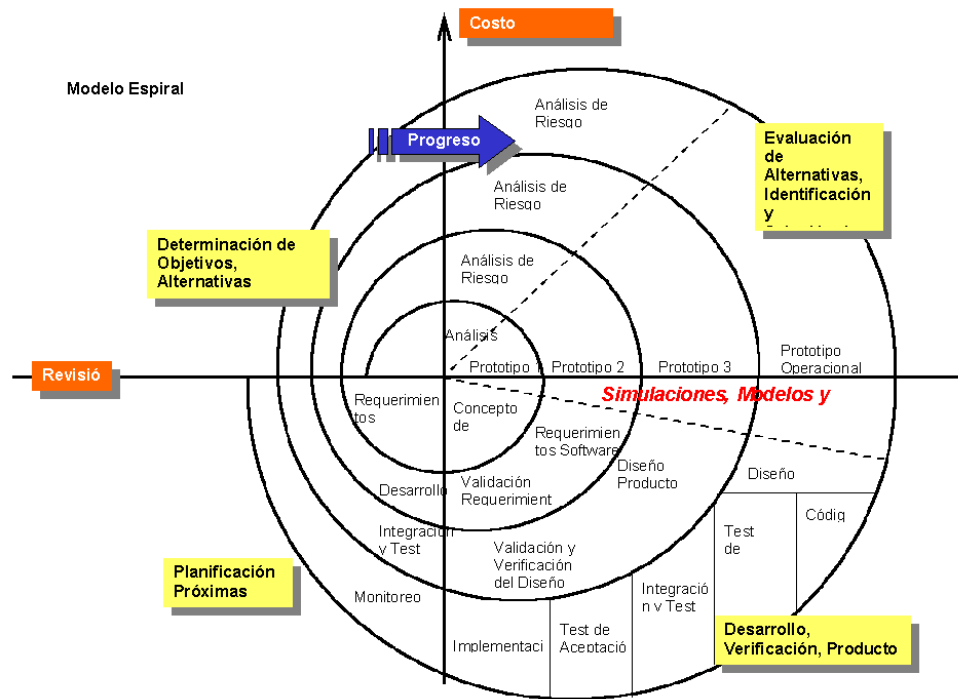 Costo
Modelo Espiral
Análisis de
Riesgo
Progreso
Evaluación
de
Alternativas,
Identificación
y
Análisis de
Riesgo
Determinación de
Objetivos,
Alternativas
Análisis de
Riesgo
Análisis
Prototipo 1
Prototipo 2
Prototipo 3
Prototipo
Operacional
Revisió
Simulaciones, Modelos y
Requerimien
tos
Concepto
de
Requerimien
tos Software
Diseño
Producto
Diseño
Desarrollo
Validación
Requerimient
Códig
Integración
y Test
Test
de
Validación y
Verificación
del Diseño
Planificación
Próximas
Monitoreo
Integració
n y Test
Implementaci
Test de
Aceptació
Desarrollo,
Verificación, Producto